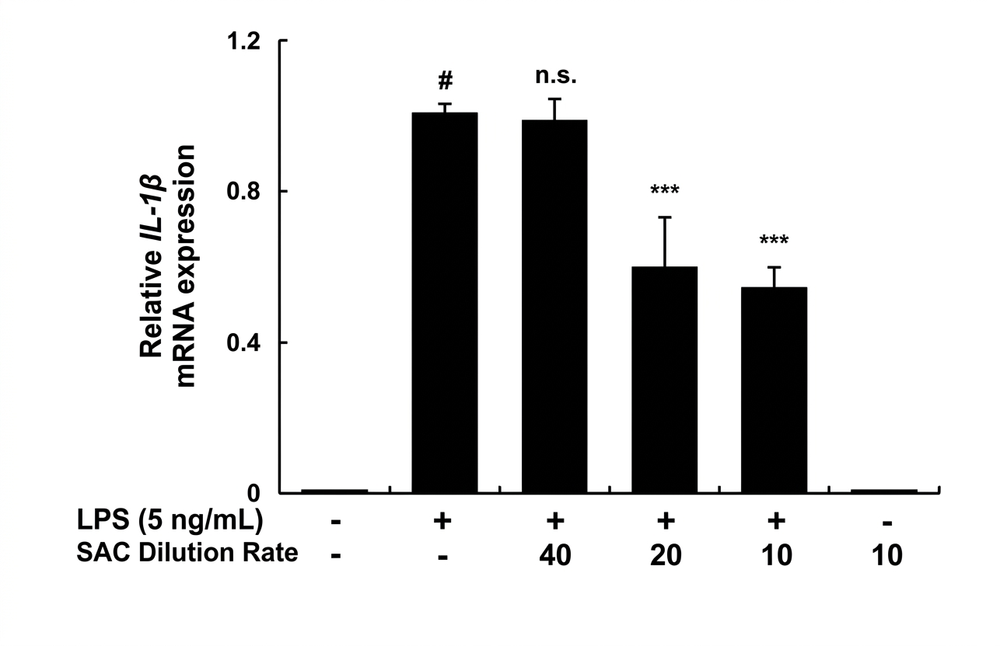 1.2
#
n.s.
0.8
***
***
Relative IL-1β
mRNA expression
0.4
0
LPS (5 ng/mL) - + + + + -
SAC Dilution Rate - - 40 20 10 10